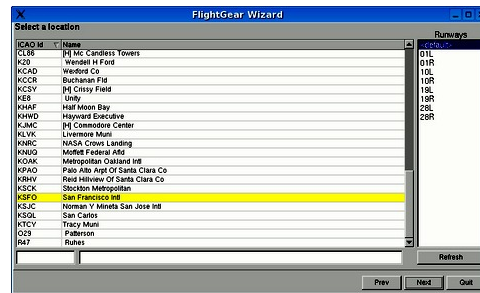 FlightGear Wizard
Select a location
ICAO Id Name
CL86 [H] Mc Candless Towers
K20 Wendell H Ford
KCAD Wexford Co
KCCR Buchanan Fld
KCSY [H] Crissy Field
KE8 Unity
KHAF Half Moon Bay
KHWD Hayward Executive
KJMC [H] Commodore Center
KLVK Livermore Muni
KNRC NASA Crows Landing
KNUQ Moffett Federal Afld
KOAK Metropolitan Oakland Intl
KPAO Palo Alto Arpt Of Santa Clara Co
KRHV Reid Hillview Of Santa Clara Co
KSCK Stockton Metropolitan
KSFO San Francisco Intl
KSJC Norman Y Mineta San Jose Intl
KSQL San Carlos
KTCY Tracy Muni
O29 Patterson
R47 Ruhes
Runways
<default>
01L
01R
10L
10R
19L
19R
28L
28R
Refresh
Prev Next Quit